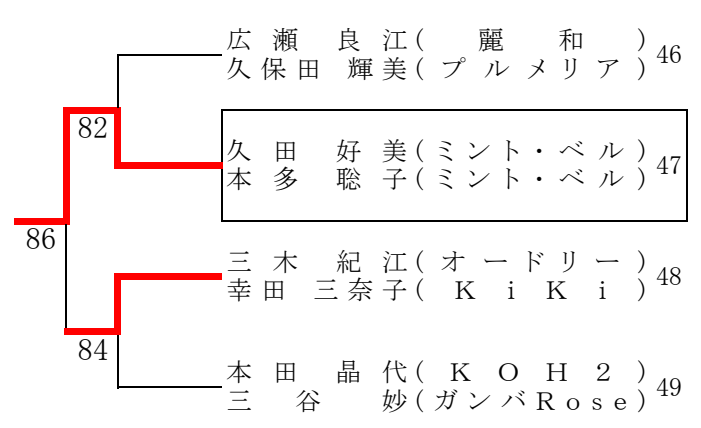 広瀬 良江(麗和)
久保田 輝美(プルメリア)
46
82
久田 好美(ミント・ベル)
本多 聡子(ミント・ベル)
47
86
三木 紀江(オードリー)
幸田 三奈子(KiKi)
48
84
本田 晶代(KOH2)
三谷 妙(ガンバRose)
49